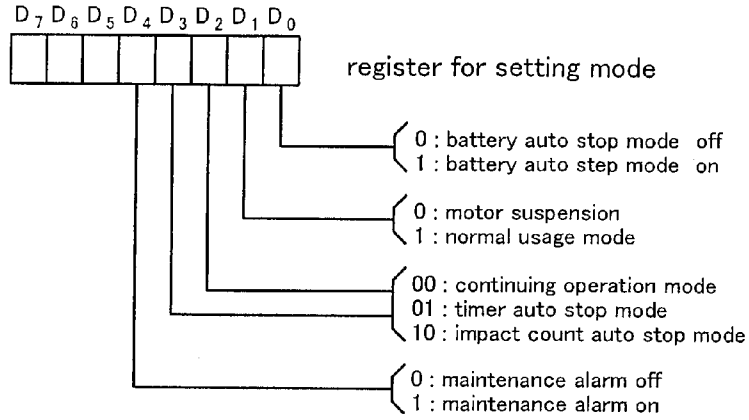 D7 D6 D5 D4 D3 D2 D1 D0
register for setting mode
0 : battery auto stop mode off
1 : battery auto step mode on
0 : motor suspension
1 : normal usage mode
00 : continuing operation mode
01 : timer auto stop mode
10 : impact count auto stop mode
0 : maintenance alarm off
1 : maintenance alarm on